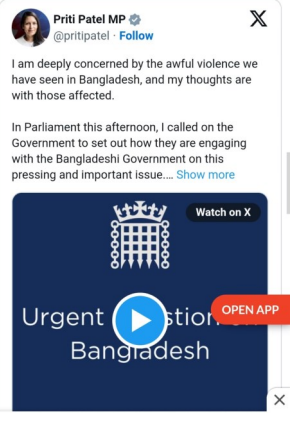 Priti Patel MP
X
@pritipatel · Follow
I am deeply concerned by the awful violence we
have seen in Bangladesh, and my thoughts are
with those affected.
In Parliament this afternoon, I called on the
Government to set out how they are engaging
with the Bangladeshi Government on this
pressing and important issue.... Show more
Watch on X
Urgent
OPEN APP
Bangladesh